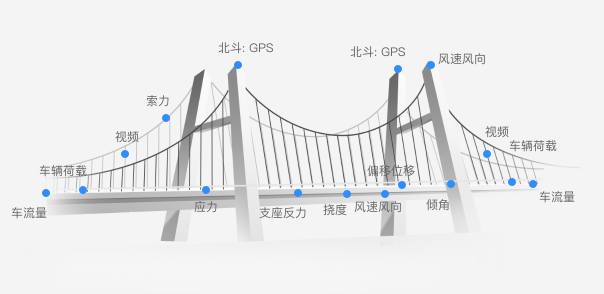 北斗: GPS
北斗: GPS
风速风向
索力
视频
视频
车辆荷载
车辆荷载
偏移位移
车流量
应力
支座反力
挠度
风速风向
倾角
车流量